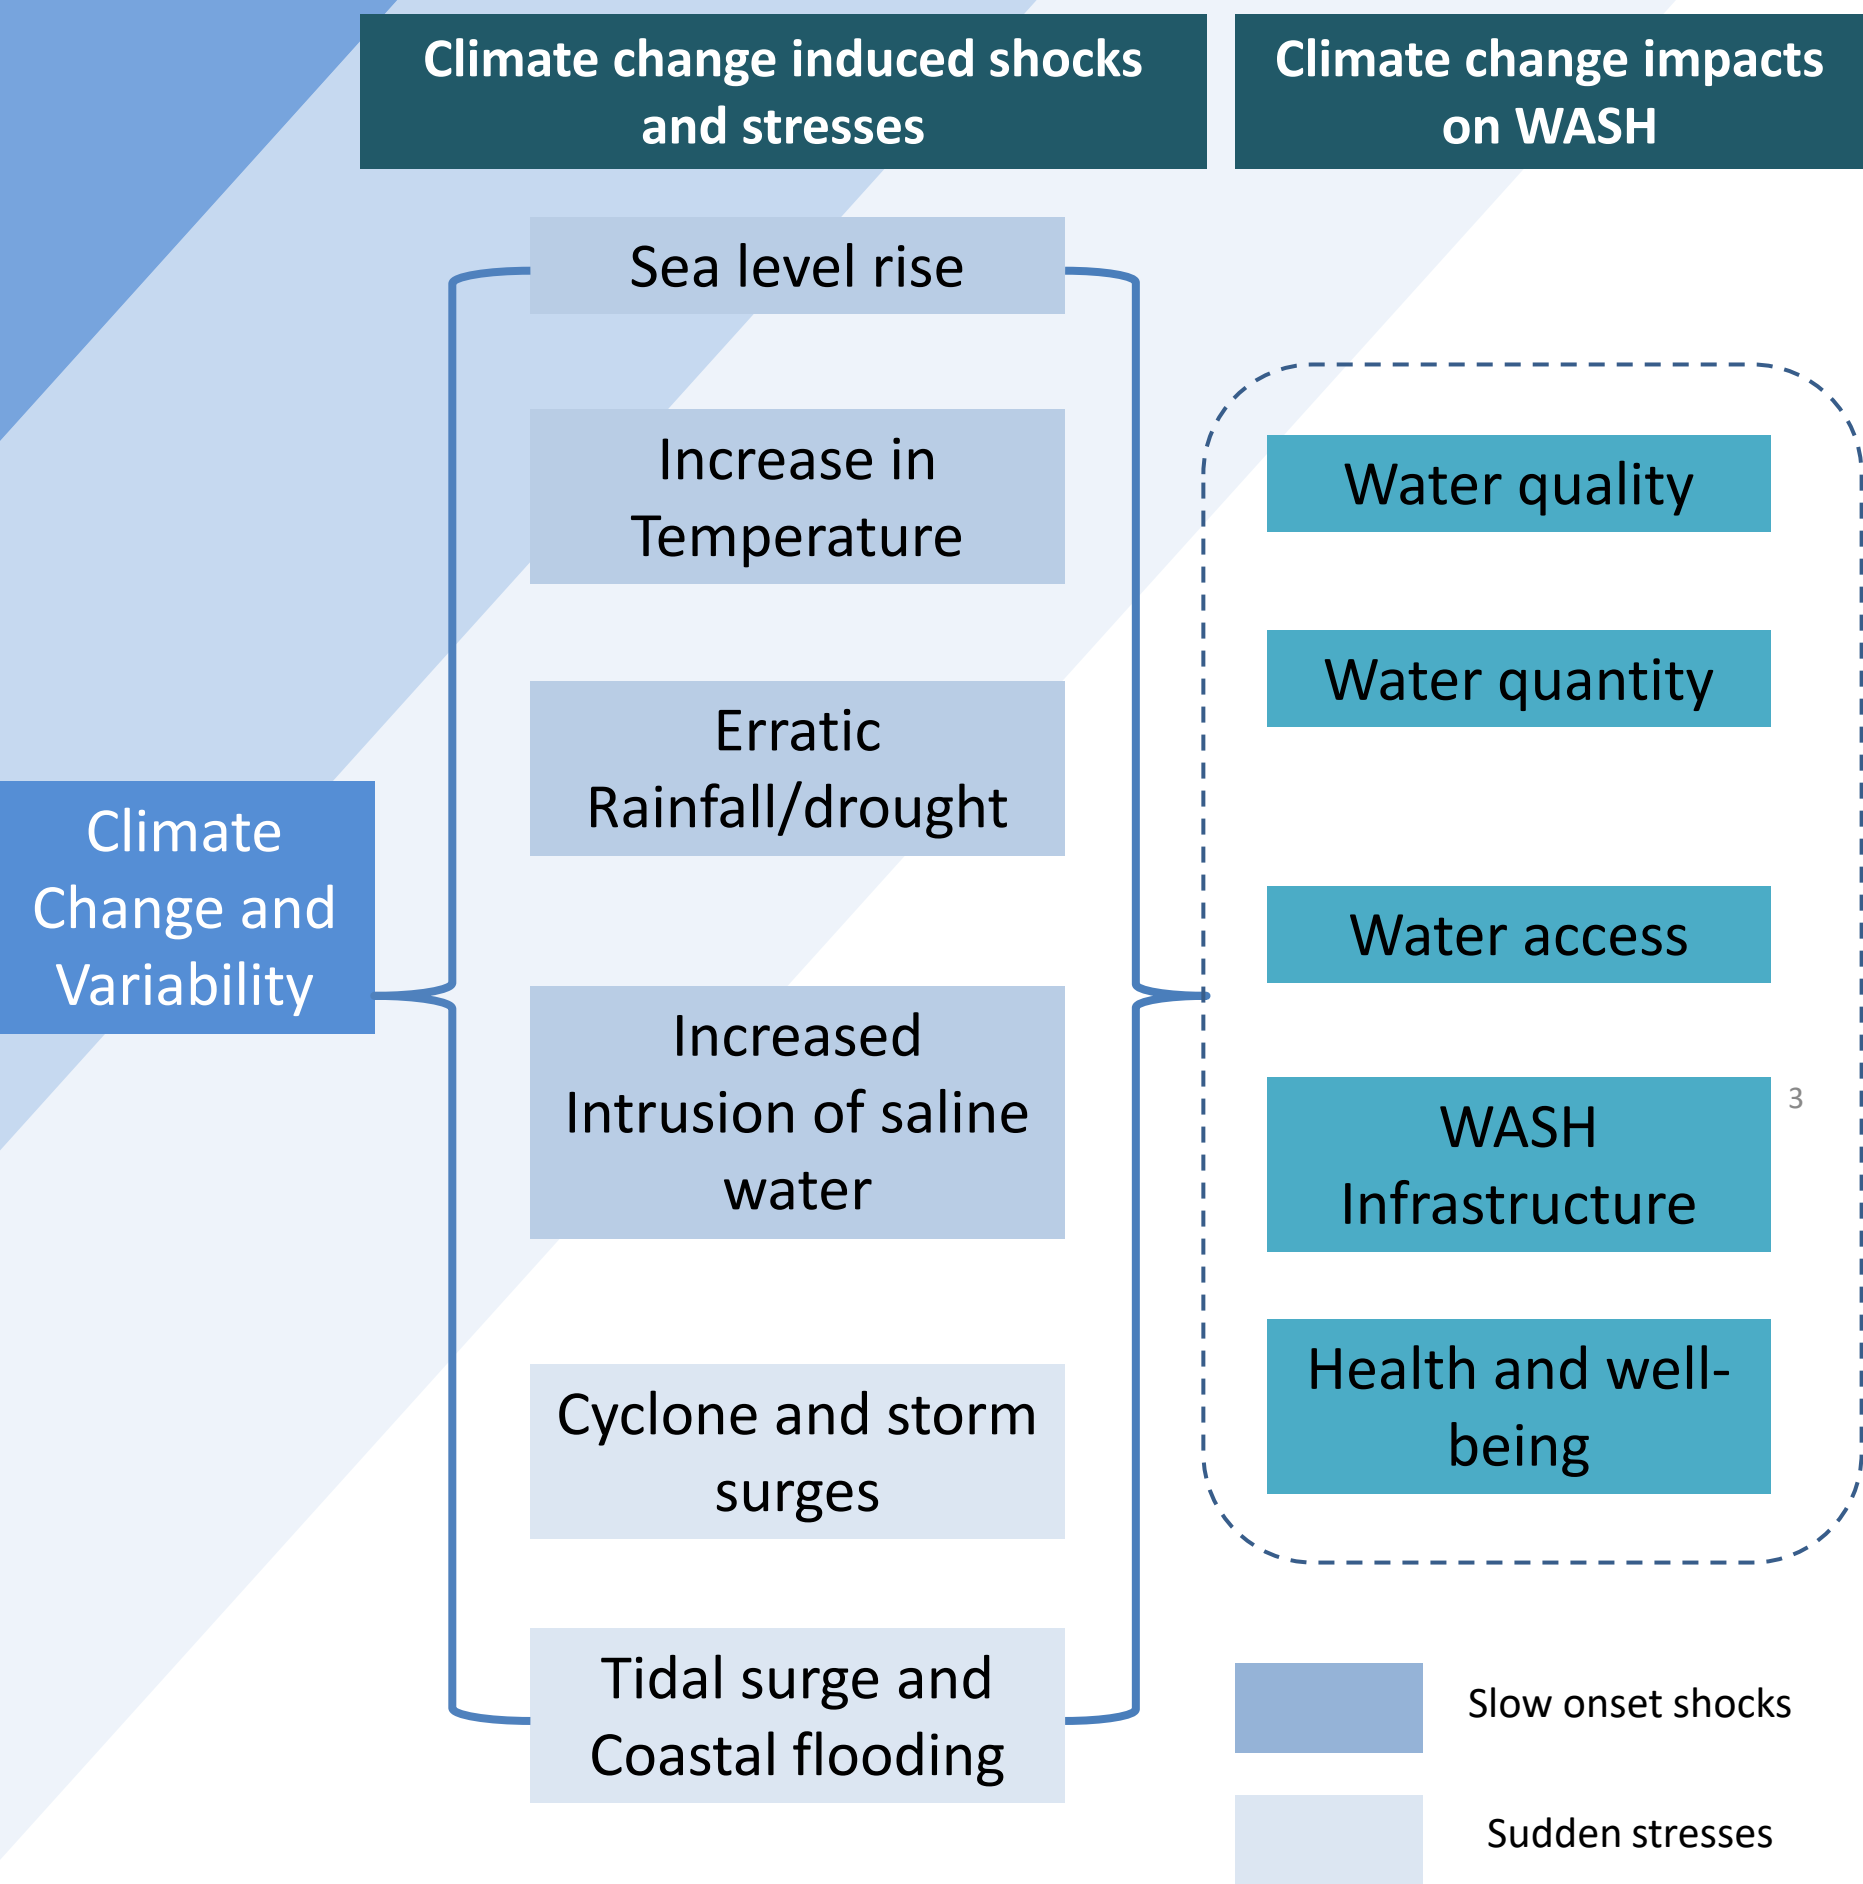 Climate change induced shocks
and stresses
Climate change impacts
on WASH
Climate
Change and
Variability
Sea level rise
Increase in
Temperature
Erratic
Rainfall/drought
Increased
Intrusion of saline
water
Cyclone and storm
surges
Tidal surge and
Coastal flooding
Water quality
Water quantity
Water access
WASH
Infrastructure
3
Health and well-
being
Slow onset shocks
Sudden stresses